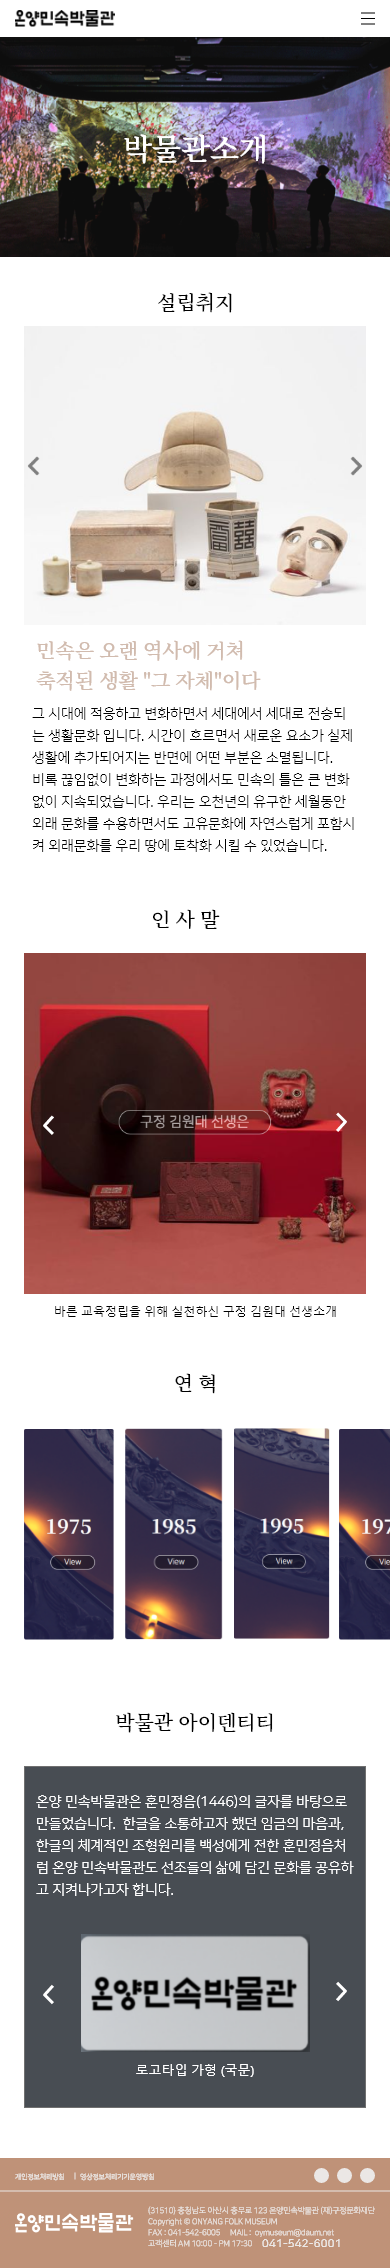 온양민속박물관
박물관소개
설립취지
민속은 오랜 역사에 거쳐
축적된 생활 "그 자체"이다
그 시대에 적응하고 변화하면서 세대에서 세대로 전승되
는 생활문화 입니다. 시간이 흐르면서 새로운 요소가 실제
생활에 추가되어지는 반면에 어떤 부분은 소멸됩니다.
비록 끊임없이 변화하는 과정에서도 민속의 틀은 큰 변화
없이 지속되었습니다. 우리는 오천년의 유구한 세월동안
외래 문화를 수용하면서도 고유문화에 자연스럽게 포함시
켜 외래문화를 우리 땅에 토착화 시킬 수 있었습니다.
인 사 말
구정 김원대 선생은
바른 교육정립을 위해 실천하신 구정 김원대 선생소개
연 혁
1975 1985 1995 197
View View View Vie
박물관 아이덴티티
온양 민속박물관은 훈민정음(1446)의 글자를 바탕으로
만들었습니다. 한글을 소통하고자 했던 임금의 마음과,
한글의 체계적인 조형원리를 백성에게 전한 훈민정음처
럼 온양 민속박물관도 선조들의 삶에 담긴 문화를 공유하
고 지켜나가고자 합니다.
온양민속박물관
로고타입 가형 (국문)
개인정보처리방침 | 영상정보처리기기운영방침
온양민속박물관
(31510) 충청남도 아산시 충무로 123 온양민속박물관 (재)구정문화재단
Copyright © ONYANG FOLK MUSEUM
FAX : 041-542-6005 MAIL : oymuseum@daum.net
고객센터 AM 10:00 - PM 17:30 041-542-6001